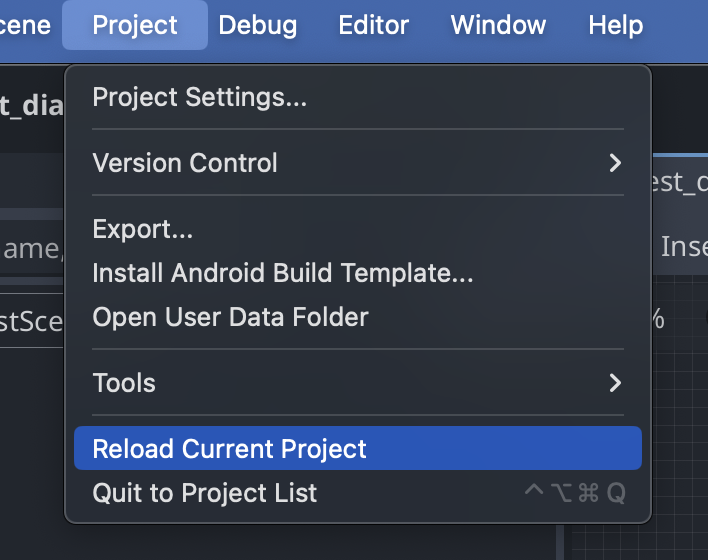 cene Project Debug Editor Window Help
t_dia
Project Settings...
Version Control
est_d
Export...
ame,
Inse
Install Android Build Template...
Open User Data Folder
stSce
%
Tools
Reload Current Project
Quit to Project List ^⌥⌘Q